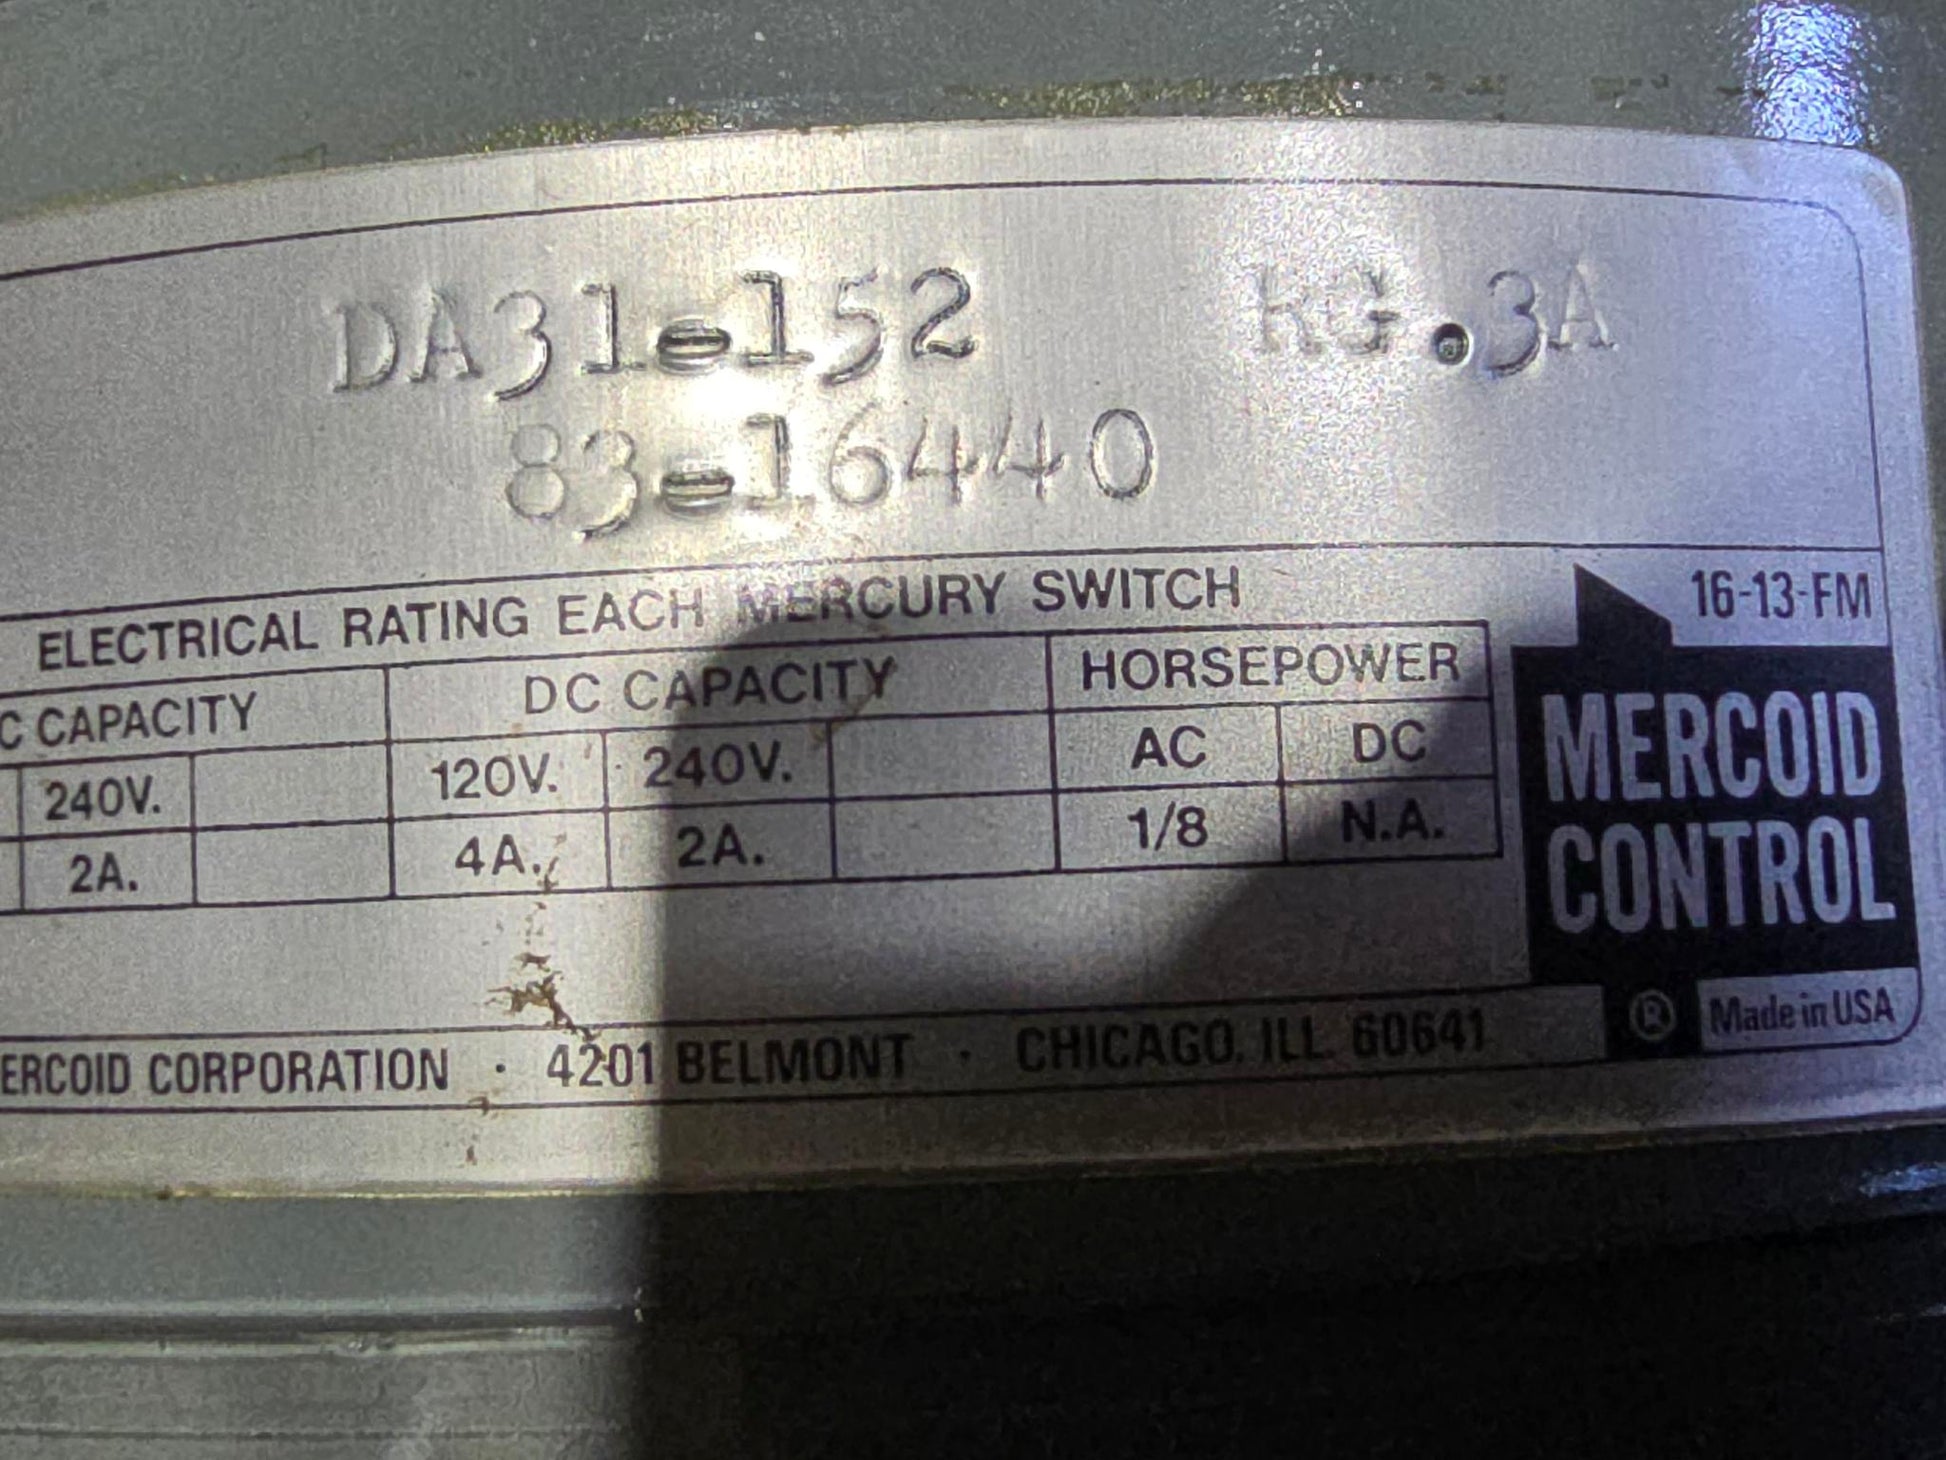 DA31-152 RG.3A
83-16440
ELECTRICAL RATING EACH MERCURY SWITCH
16-13-FM
C CAPACITY DC CAPACITY HORSEPOWER
240V. 120V. 240V. AC DC
2A. 4A. 2A. 1/8 N.A.
MERCOID
CONTROL
® Made in USA
ERCOID CORPORATION · 4201 BELMONT · CHICAGO, ILL 60641